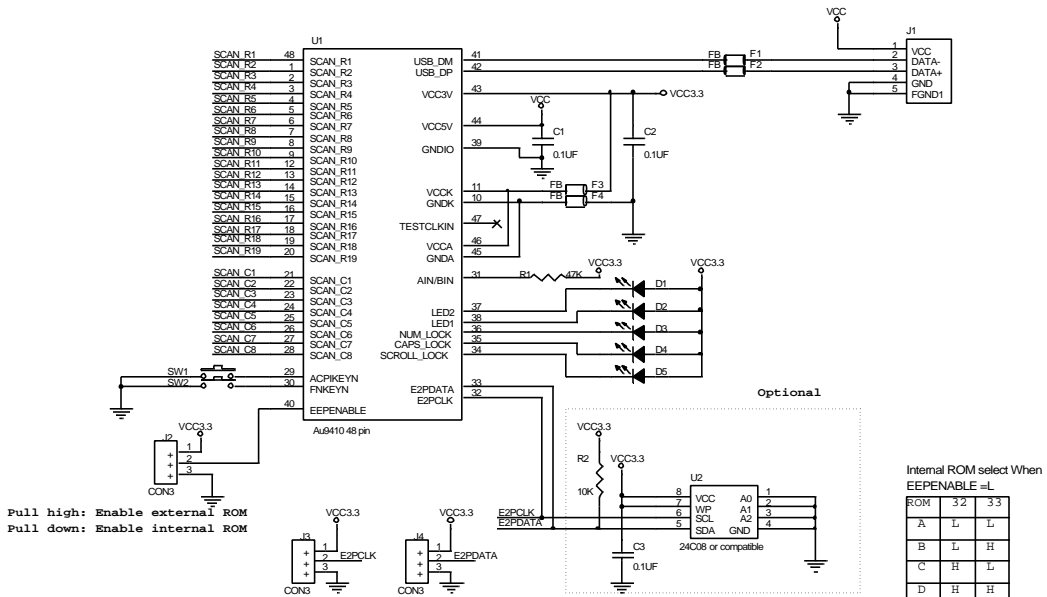 VCC
J1
1 VCC
2 DATA-
3 DATA+
4 GND
5 FGND1
FB F1
FB F2
U1
SCAN_R1 48 SCAN_R1
SCAN_R2 1 SCAN_R2
SCAN_R3 2 SCAN_R3
SCAN_R4 3 SCAN_R4
SCAN_R5 4 SCAN_R5
SCAN_R6 5 SCAN_R6
SCAN_R7 6 SCAN_R7
SCAN_R8 7 SCAN_R8
SCAN_R9 8 SCAN_R9
SCAN_R10 9 SCAN_R10
SCAN_R11 12 SCAN_R11
SCAN_R12 13 SCAN_R12
SCAN_R13 14 SCAN_R13
SCAN_R14 15 SCAN_R14
SCAN_R15 16 SCAN_R15
SCAN_R16 17 SCAN_R16
SCAN_R17 18 SCAN_R17
SCAN_R18 19 SCAN_R18
SCAN_R19 20 SCAN_R19
SCAN_C1 21 SCAN_C1
SCAN_C2 22 SCAN_C2
SCAN_C3 23 SCAN_C3
SCAN_C4 24 SCAN_C4
SCAN_C5 25 SCAN_C5
SCAN_C6 26 SCAN_C6
SCAN_C7 27 SCAN_C7
SCAN_C8 28 SCAN_C8
SW1 29 ACPIKEYN
SW2 30 FNKEYN
40 EEPENABLE
USB_DM 41
USB_DP 42
VCC3V 43
VCC5V 44
GNDIO 39
VCCK 11
GNDK 10
TESTCLKIN 47
VCCA 46
GNDA 45
AIN/BIN 31
LED2 37
LED1 38
NUM_LOCK 36
CAPS_LOCK 35
SCROLL_LOCK 34
E2PDATA 33
E2PCLK 32
Au9410 48 pin
VCC3.3
VCC
C1
0.1UF
C2
0.1UF
FB F3
FB F4
R1 47K
VCC3.3
VCC3.3
D1
D2
D3
D4
D5
J2
VCC3.3
1
2
3
CON3
Pull high: Enable external ROM
Pull down: Enable internal ROM
J3
VCC3.3
1
2 E2PCLK
3
CON3
J4
VCC3.3
1
2 E2PDATA
3
CON3
Optional
VCC3.3
R2
10K
VCC3.3
U2
8 VCC A0 1
7 WP A1 2
6 SCL A2 3
5 SDA GND 4
24C08 or compatible
E2PCLK
E2PDATA
C3
0.1UF
Internal ROM select When
EEPENABLE =L
ROM 32 33
A L L
B L H
C H L
D H H